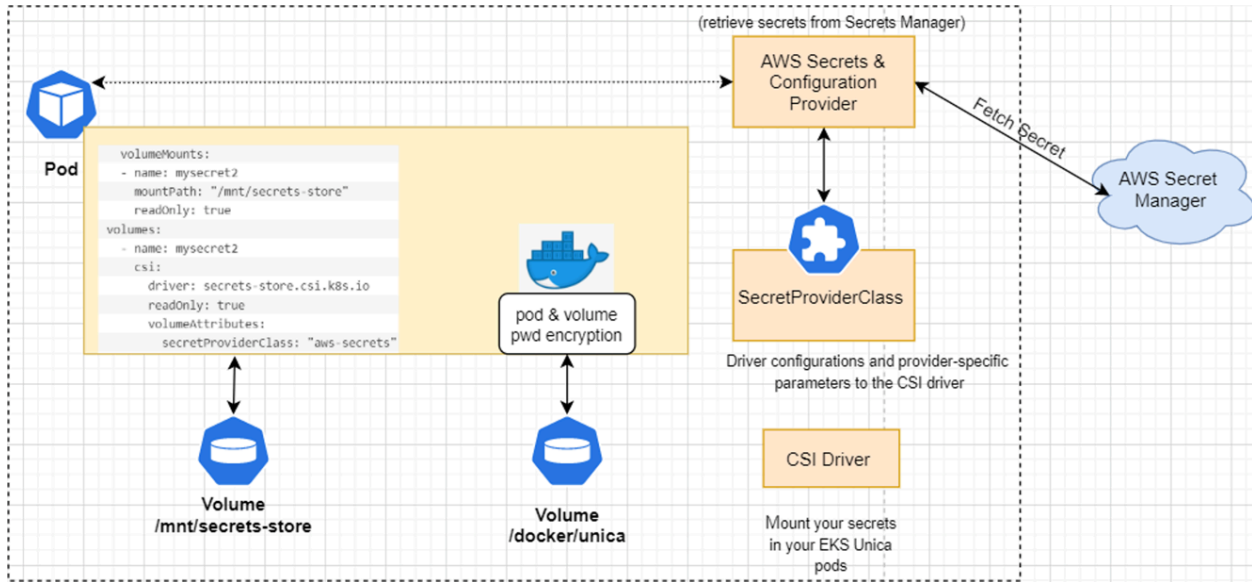 (retrieve secrets from Secrets Manager)
AWS Secrets &
Configuration
Provider
Fetch Secret
AWS Secret
Manager
Pod
volumeMounts:
- name: mysecret2
mountPath: "/mnt/secrets-store"
readOnly: true
volumes:
- name: mysecret2
csi:
driver: secrets-store.csi.k8s.io
readOnly: true
volumeAttributes:
secretProviderClass: "aws-secrets"
pod & volume
pwd encryption
SecretProviderClass
Driver configurations and provider-specific
parameters to the CSI driver
Volume
/mnt/secrets-store
Volume
/docker/unica
CSI Driver
Mount your secrets
in your EKS Unica
pods